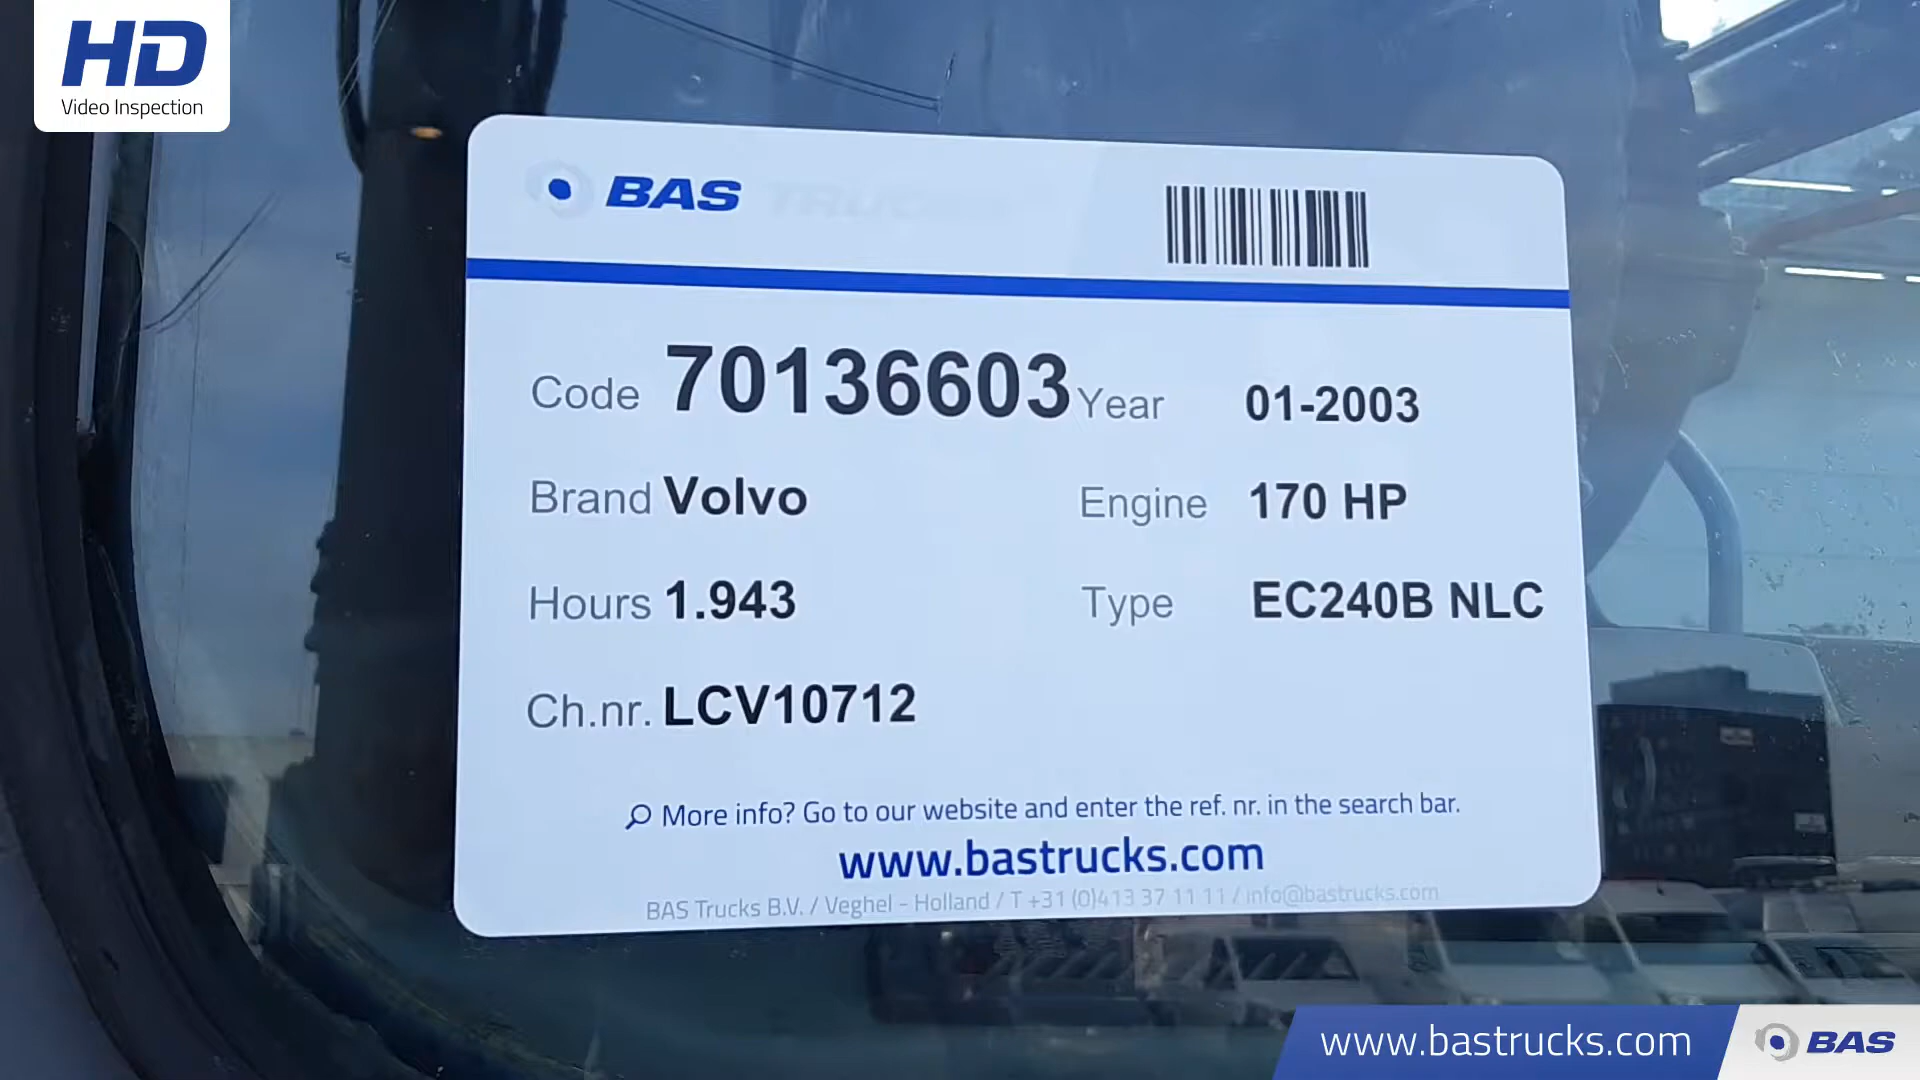 HD
Video Inspection
BAS TRUCKS
Code 70136603 Year 01-2003
Brand Volvo Engine 170 HP
Hours 1.943 Type EC240B NLC
Ch.nr. LCV10712
More info? Go to our website and enter the ref. nr. in the search bar.
www.bastrucks.com
BAS Trucks B.V. / Veghel - Holland / T +31 (0)413 37 11 11 / info@bastrucks.com
www.bastrucks.com BAS